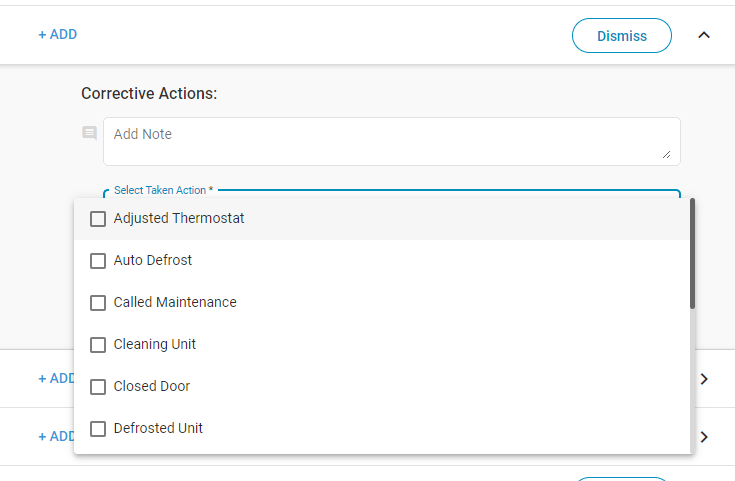 + ADD
Dismiss
Corrective Actions:
Add Note
Select Taken Action *
Adjusted Thermostat
Auto Defrost
Called Maintenance
Cleaning Unit
Closed Door
+ ADD
Defrosted Unit
+ ADD